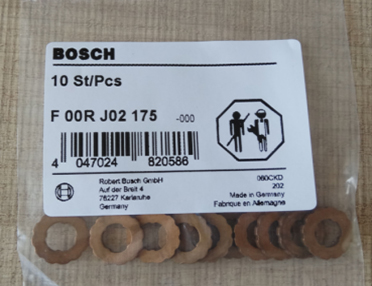 BOSCH
10 St/Pcs
F 00R J02 175 -000
4 047024 820586
Robert Bosch GmbH
Auf der Breit 4
76227 Karlsruhe
Germany
060CKD
202
Made in Germany
Fabriqué en Allemagne